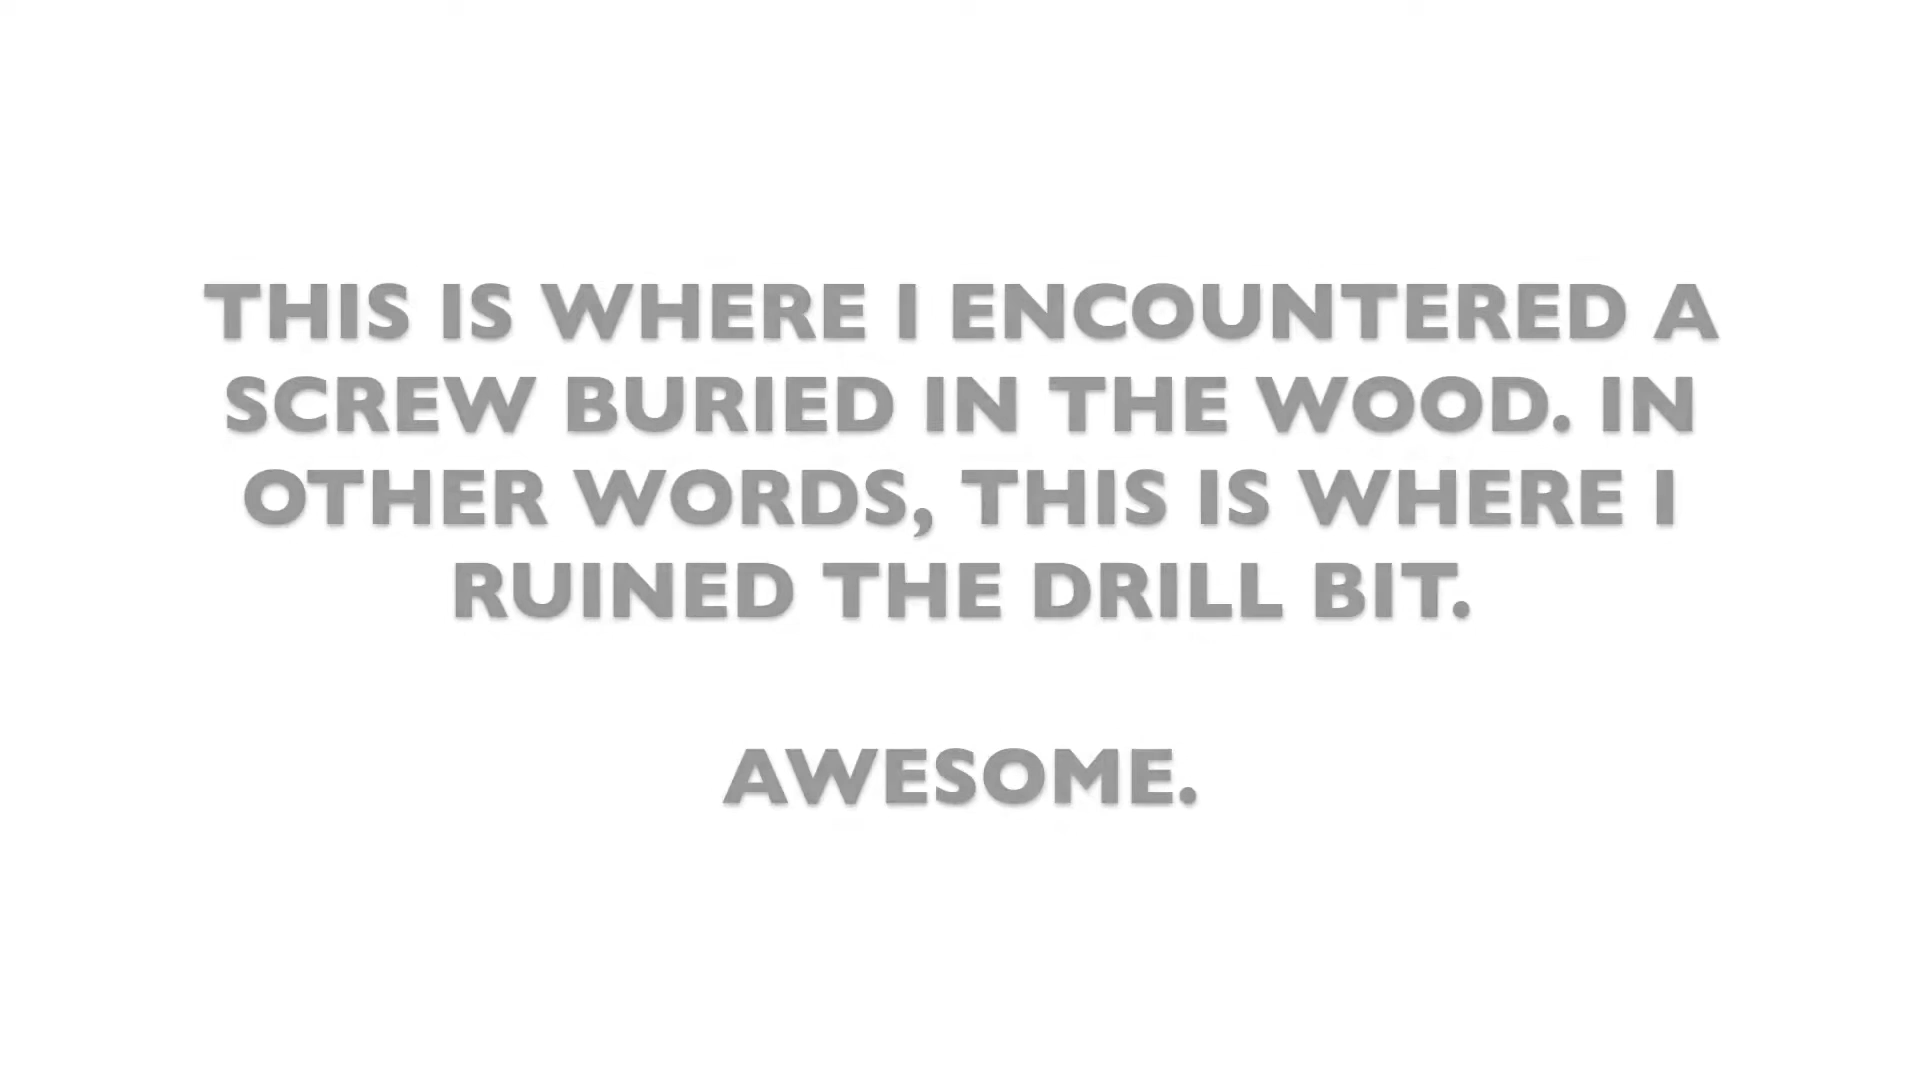 THIS IS WHERE I ENCOUNTERED A
SCREW BURIED IN THE WOOD. IN
OTHER WORDS, THIS IS WHERE I
RUINED THE DRILL BIT.
AWESOME.